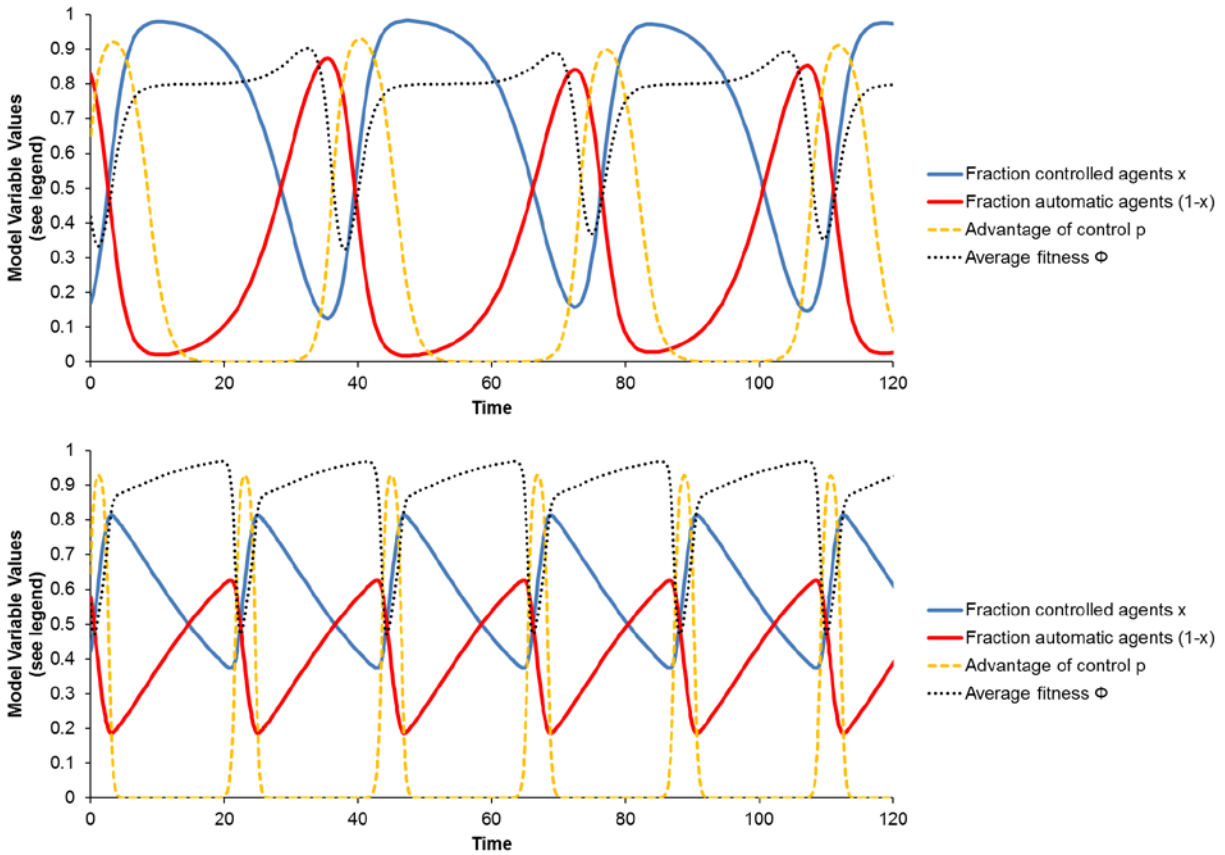 Model Variable Values
(see legend)
1
0.9
0.8
0.7
0.6
0.5
0.4
0.3
0.2
0.1
0
0 20 40 60 80 100 120
Time
Fraction controlled agents x
Fraction automatic agents (1-x)
Advantage of control p
Average fitness Φ
Model Variable Values
(see legend)
1
0.9
0.8
0.7
0.6
0.5
0.4
0.3
0.2
0.1
0
0 20 40 60 80 100 120
Time
Fraction controlled agents x
Fraction automatic agents (1-x)
Advantage of control p
Average fitness Φ